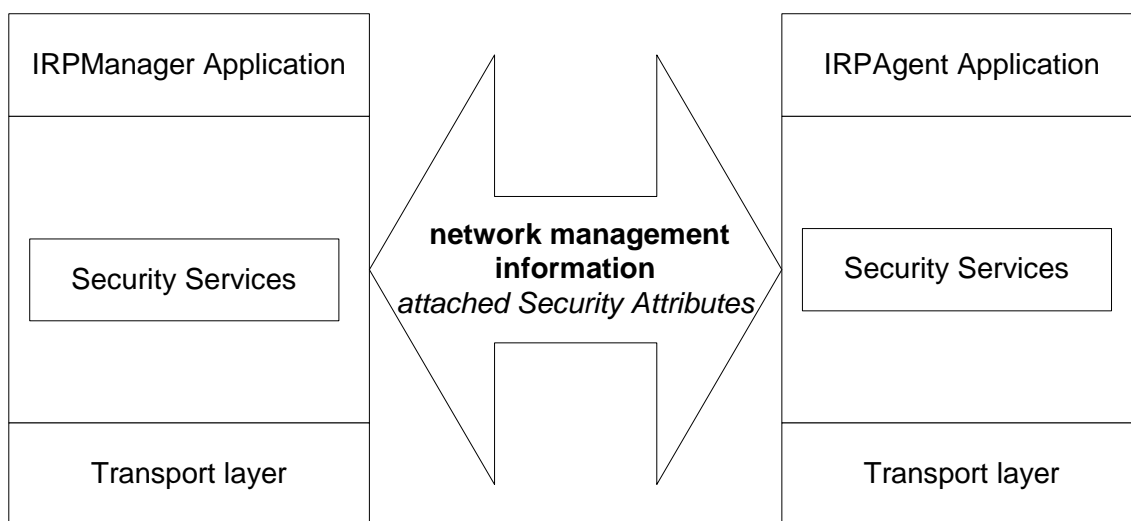 IRPManager Application
IRPAgent Application
network management
information
attached Security Attributes
Security Services
Security Services
Transport layer
Transport layer